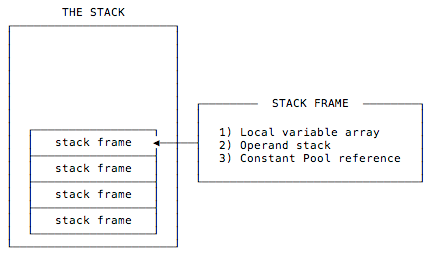 THE STACK
STACK FRAME
1) Local variable array
2) Operand stack
3) Constant Pool reference
stack frame
stack frame
stack frame
stack frame